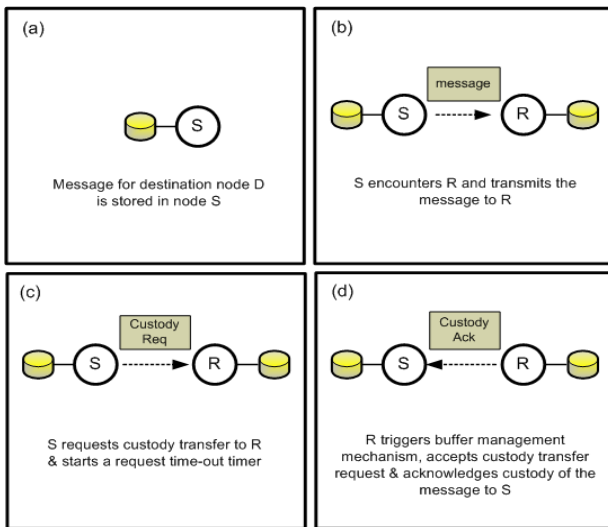 (a)
S
Message for destination node D
is stored in node S
(b)
message
S
R
S encounters R and transmits the
message to R
(c)
Custody
Req
S
R
S requests custody transfer to R
& starts a request time-out timer
(d)
Custody
Ack
S
R
R triggers buffer management
mechanism, accepts custody transfer
request & acknowledges custody of
the message to S